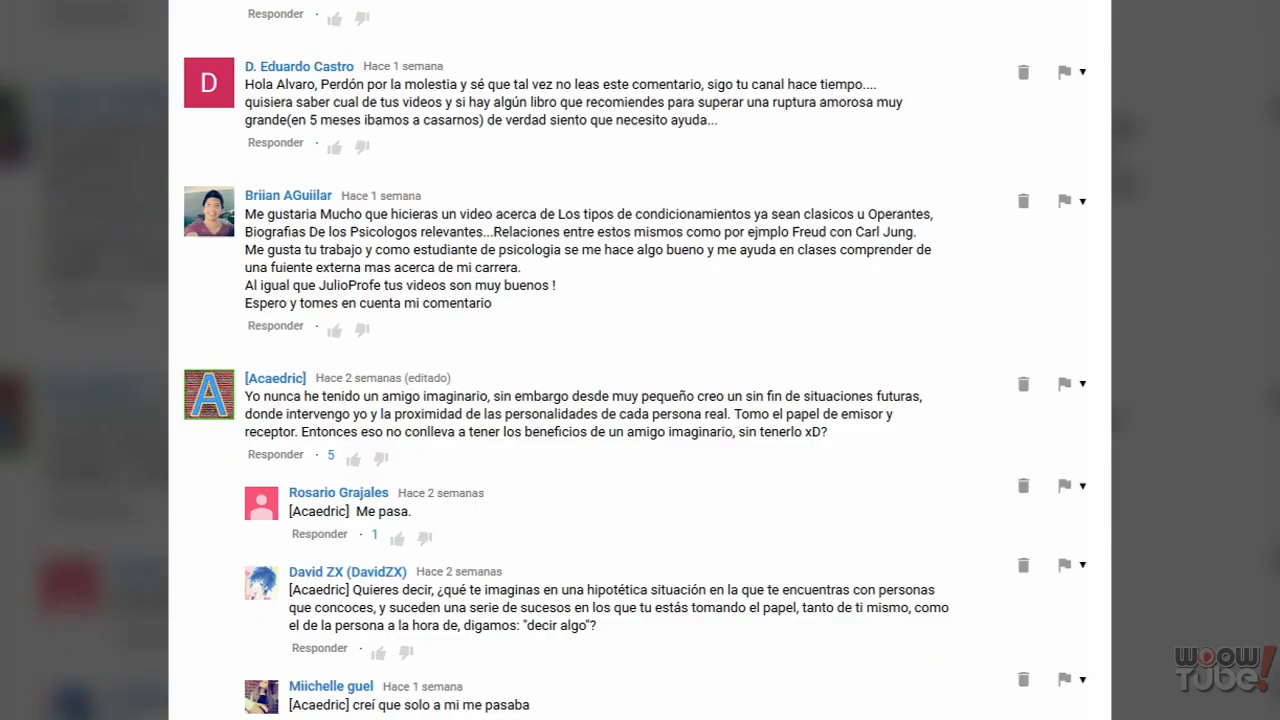 Responder ·
D
D. Eduardo Castro Hace 1 semana
Hola Alvaro, Perdón por la molestia y sé que tal vez no leas este comentario, sigo tu canal hace tiempo....
quisiera saber cual de tus videos y si hay algún libro que recomiendes para superar una ruptura amorosa muy
grande(en 5 meses ibamos a casarnos) de verdad siento que necesito ayuda...
Responder ·
Briian AGuiilar Hace 1 semana
Me gustaria Mucho que hicieras un video acerca de Los tipos de condicionamientos ya sean clasicos u Operantes,
Biografias De los Psicologos relevantes...Relaciones entre estos mismos como por ejmplo Freud con Carl Jung.
Me gusta tu trabajo y como estudiante de psicologia se me hace algo bueno y me ayuda en clases comprender de
una fuiente externa mas acerca de mi carrera.
Al igual que JulioProfe tus videos son muy buenos !
Espero y tomes en cuenta mi comentario
Responder ·
A
[Acaedric] Hace 2 semanas (editado)
Yo nunca he tenido un amigo imaginario, sin embargo desde muy pequeño creo un sin fin de situaciones futuras,
donde intervengo yo y la proximidad de las personalidades de cada persona real. Tomo el papel de emisor y
receptor. Entonces eso no conlleva a tener los beneficios de un amigo imaginario, sin tenerlo xD?
Responder · 5
Rosario Grajales Hace 2 semanas
[Acaedric] Me pasa.
Responder · 1
David ZX (DavidZX) Hace 2 semanas
[Acaedric] Quieres decir, ¿qué te imaginas en una hipotética situación en la que te encuentras con personas
que concoces, y suceden una serie de sucesos en los que tu estás tomando el papel, tanto de ti mismo, como
el de la persona a la hora de, digamos: "decir algo"?
Responder ·
Miichelle guel Hace 1 semana
[Acaedric] creí que solo a mi me pasaba
WOOW
TUBE!